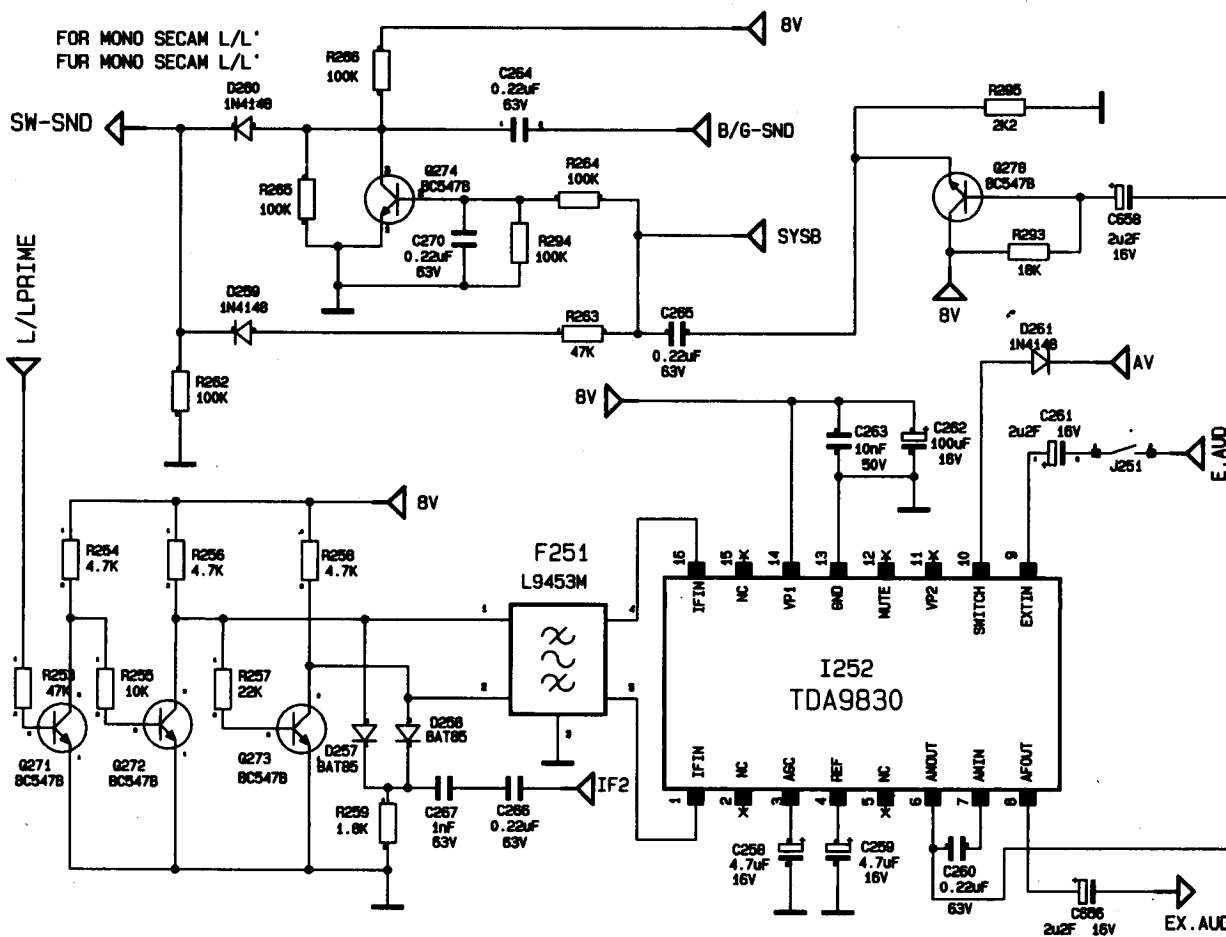 FOR MONO SECAM L/L'
FUR MONO SECAM L/L'
8V
R266
100K
C264
0.22uF
63V
D260
1N4148
SW-SND
B/G-SND
R295
2K2
R265
100K
Q274
BC547B
R264
100K
Q278
BC547B
C658
2u2F
16V
C270
0.22uF
63V
R294
100K
SYSB
R293
18K
8V
L/LPRIME
D259
1N4148
R263
47K
C265
0.22uF
63V
D261
1N4148
AV
R262
100K
8V
C263
10nF
50V
C262
100uF
16V
C261
2u2F 16V
J251
E.AUD
8V
R254
4.7K
R256
4.7K
R258
4.7K
F251
L9453M
16 15 14 13 12 11 10 9
IFIN NC VP1 GND MUTE VP2 SWITCH EXTIN
I252
TDA9830
R253
47K
R255
10K
R257
22K
1
2
3
4
Q271
BC547B
Q272
BC547B
Q273
BC547B
D257
BAT85
D258
BAT85
IF2
IFIN NC AGC REF NC AMOUT AMIN AFOUT
1 2 3 4 5 6 7 8
R259
1.8K
C267
1nF
63V
C266
0.22uF
63V
C258
4.7uF
16V
C259
4.7uF
16V
C260
0.22uF
63V
C656
2u2F 16V
EX.AUD